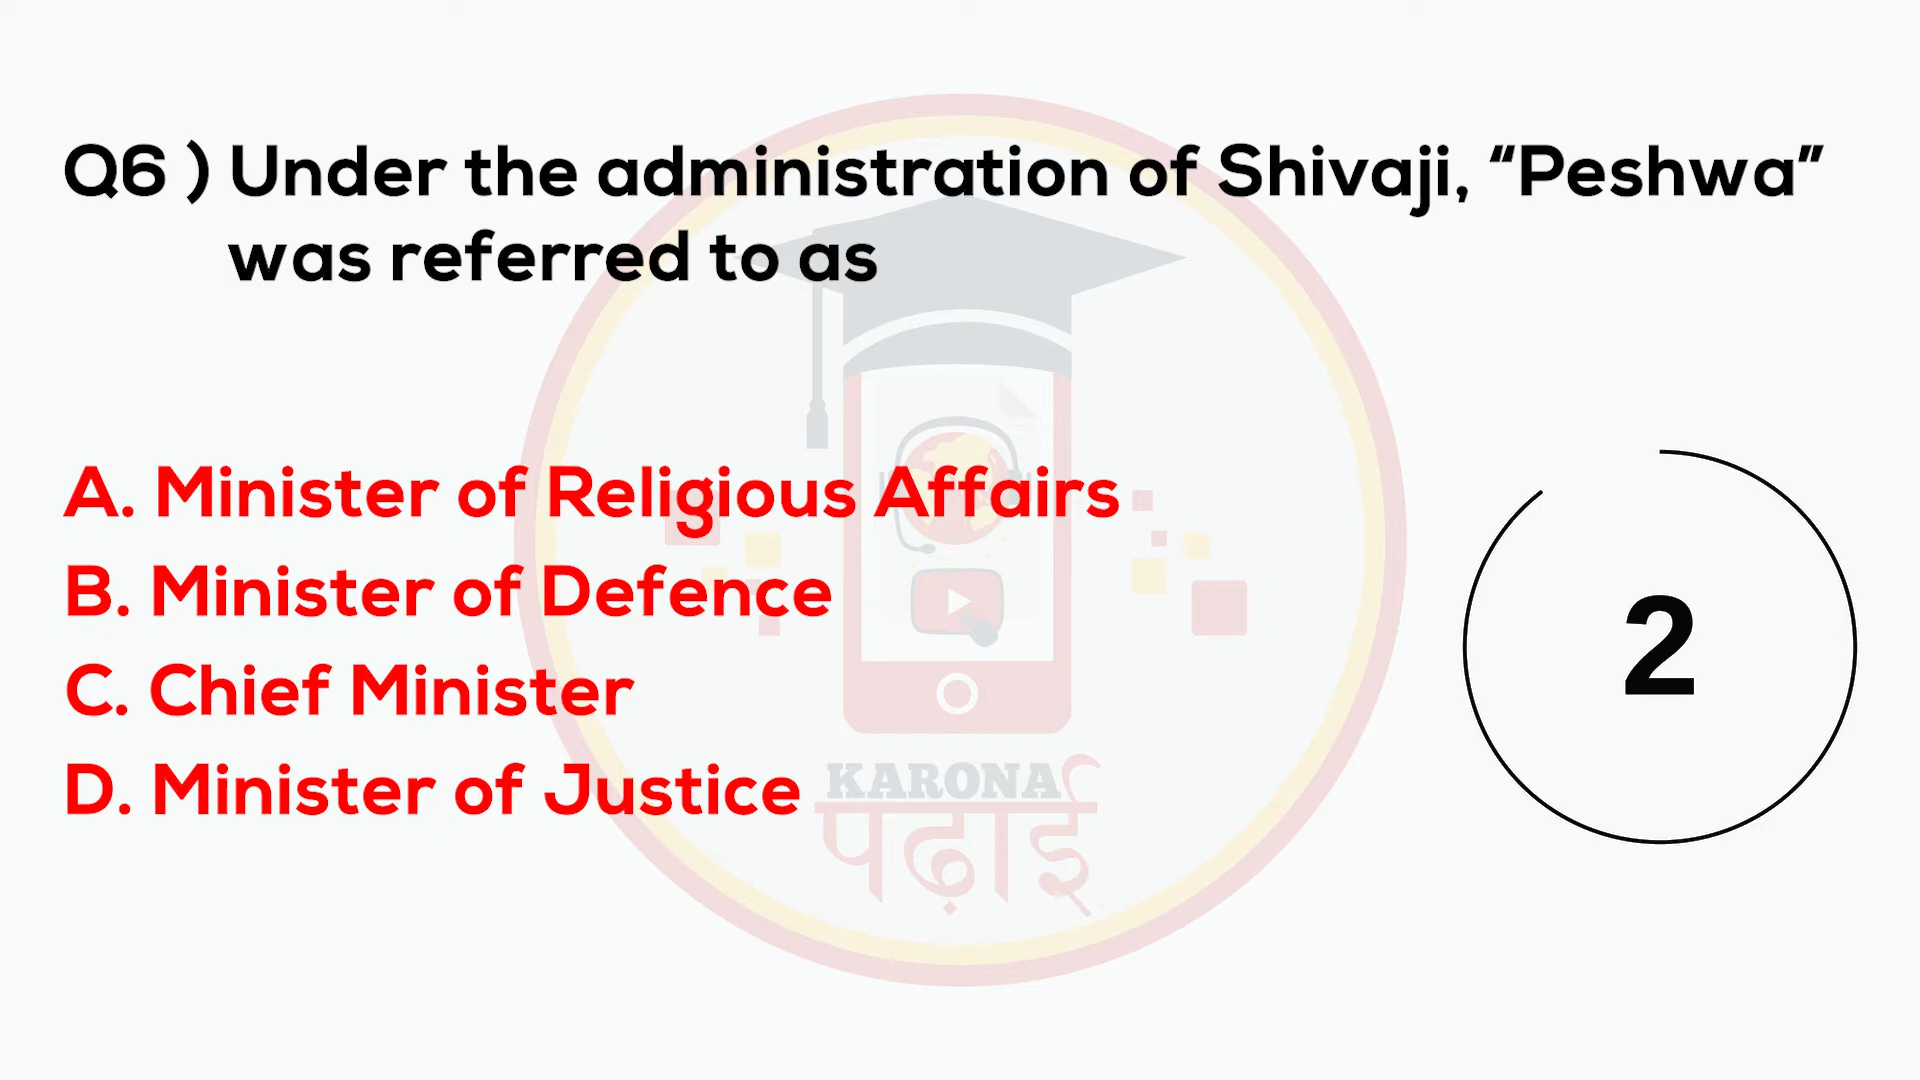 Q6 ) Under the administration of Shivaji, “Peshwa”
was referred to as
A. Minister of Religious Affairs
B. Minister of Defence
C. Chief Minister
D. Minister of Justice
2
KARONA
पढ़ाई